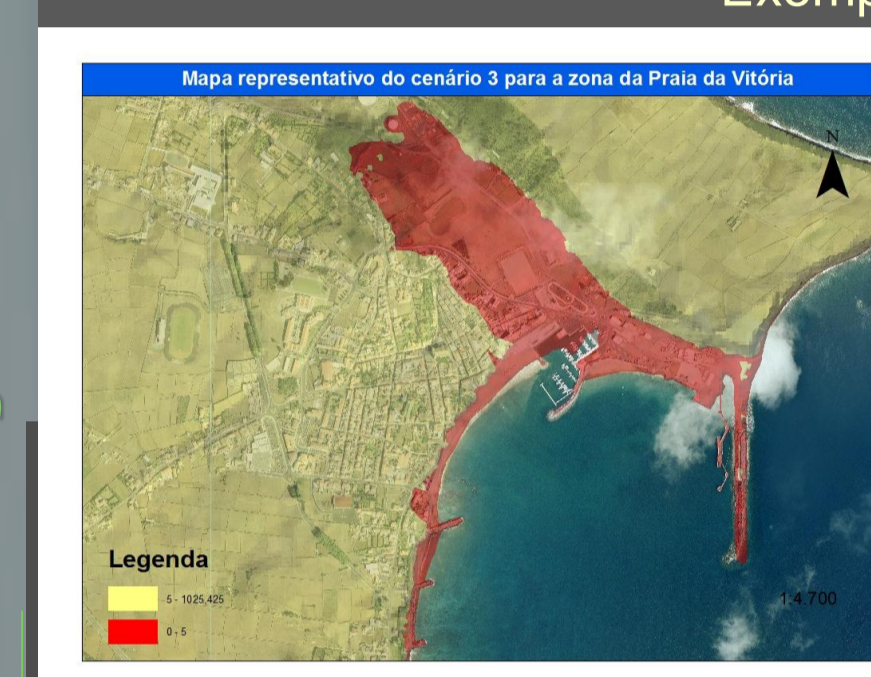 Mapa representativo do cenário 3 para a zona da Praia da Vitória
N
Legenda
5 - 1025,425
0 - 5
1:4.700